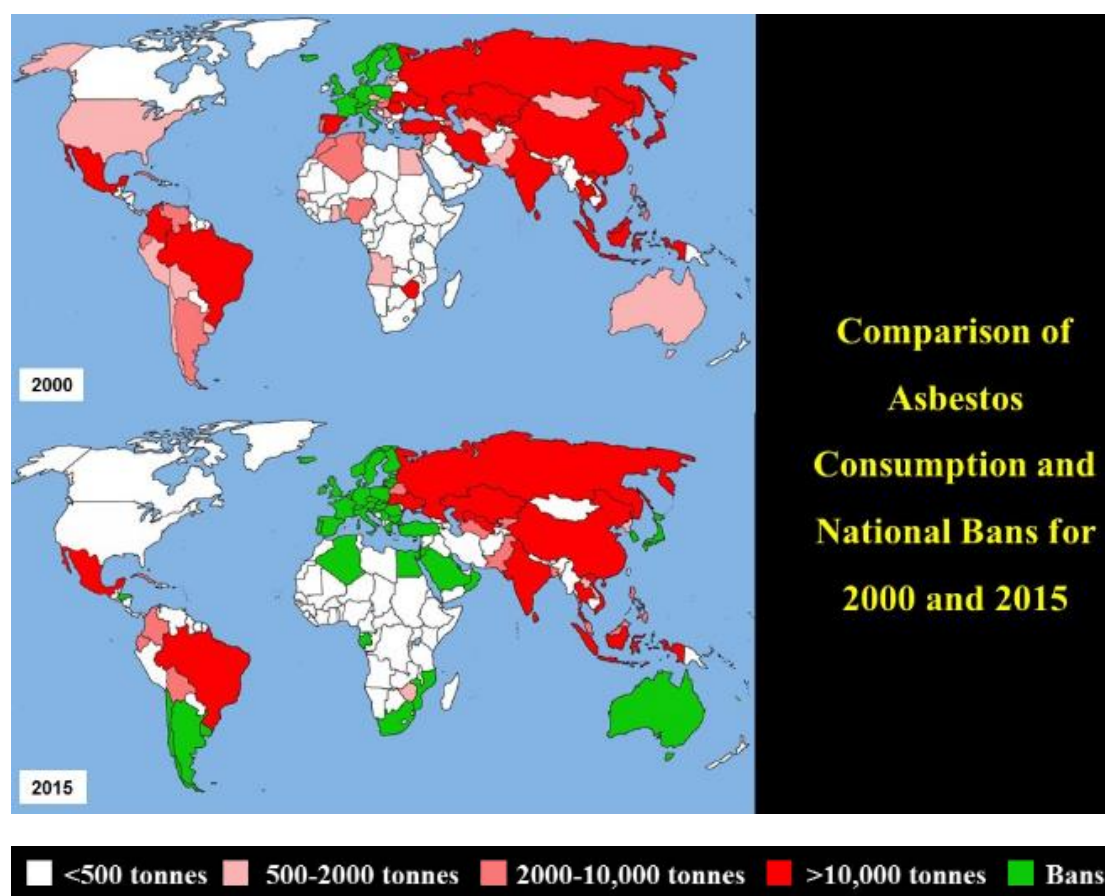 2000
Comparison of
Asbestos
Consumption and
National Bans for
2000 and 2015
2015
<500 tonnes 500-2000 tonnes 2000-10,000 tonnes >10,000 tonnes Bans